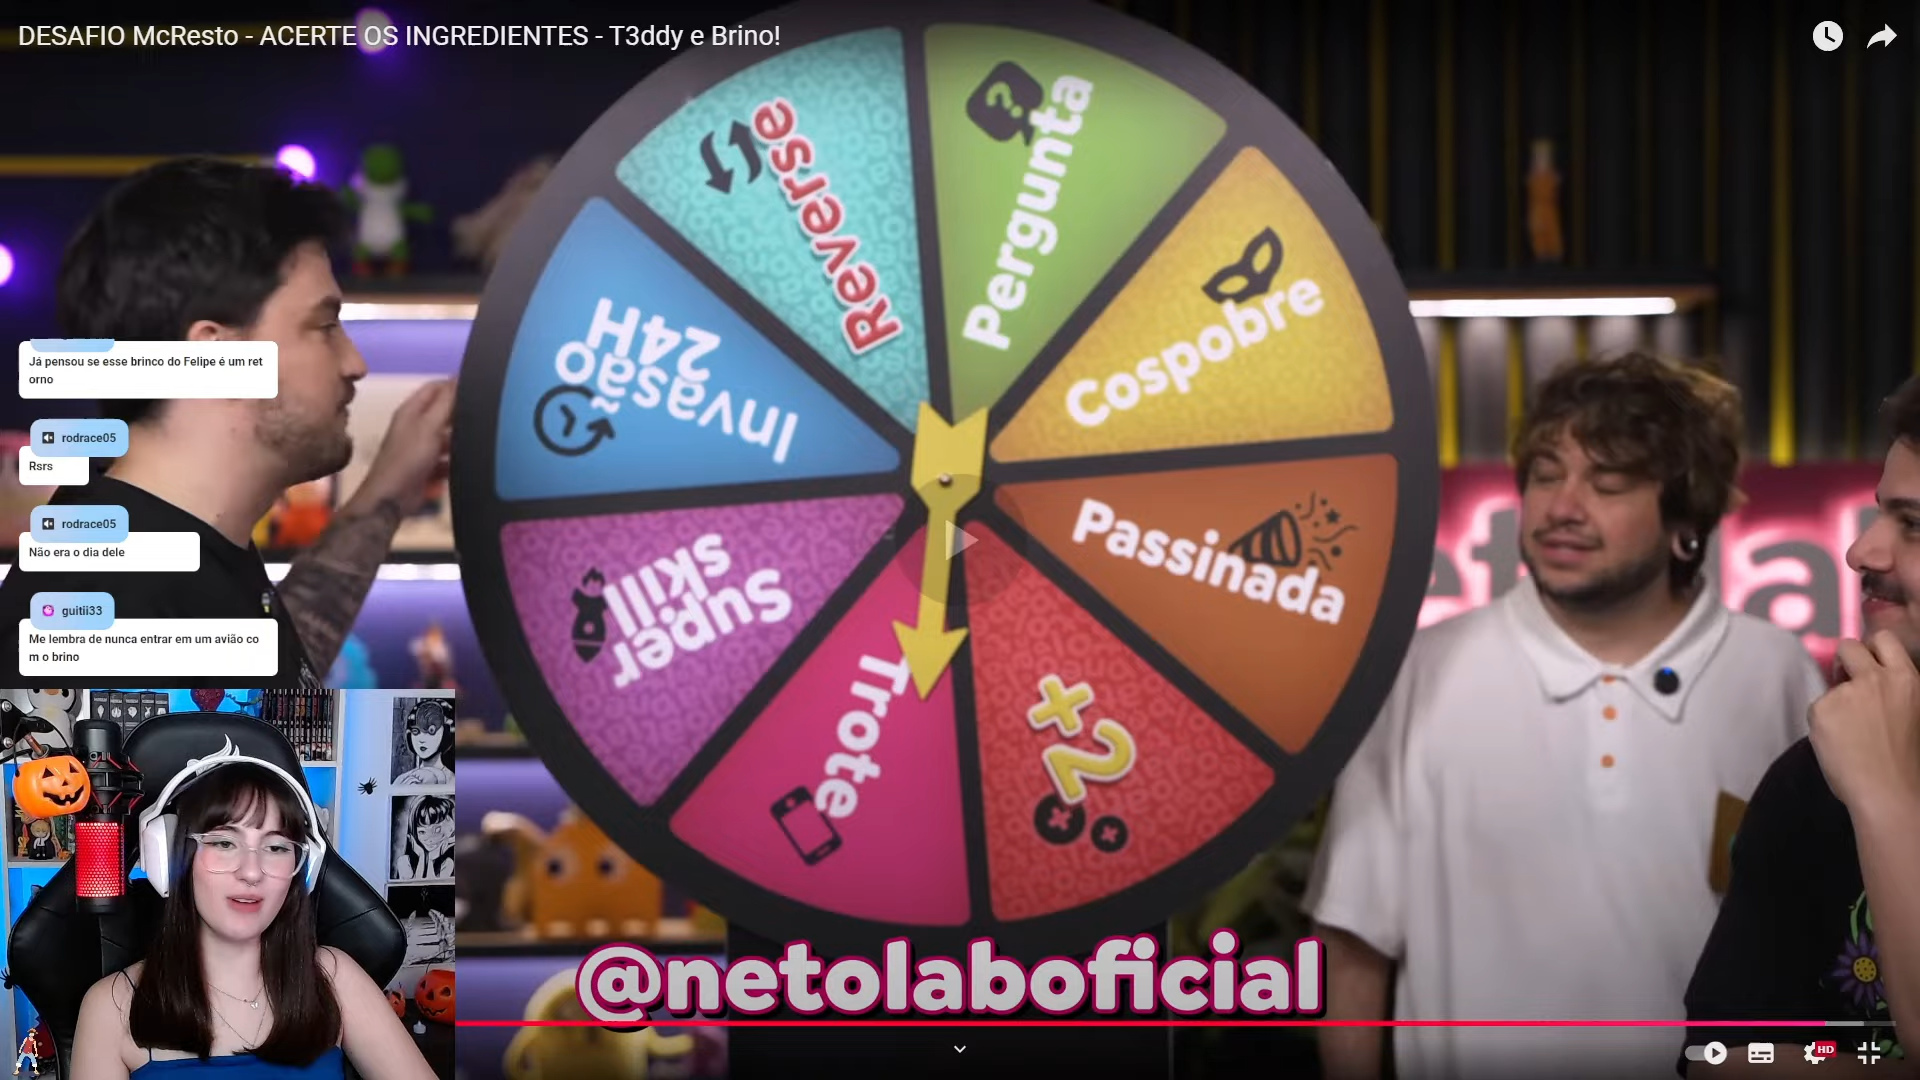 DESAFIO McResto - ACERTE OS INGREDIENTES - T3ddy e Brino!
Reverse
Pergunta
Cospobre
Passinada
x2
Trote
Super
skill
Invasão
24H
Já pensou se esse brinco do Felipe é um ret
orno
rodrace05
Rsrs
rodrace05
Não era o dia dele
guitii33
Me lembra de nunca entrar em um avião co
m o brino
@netolaboficial
HD